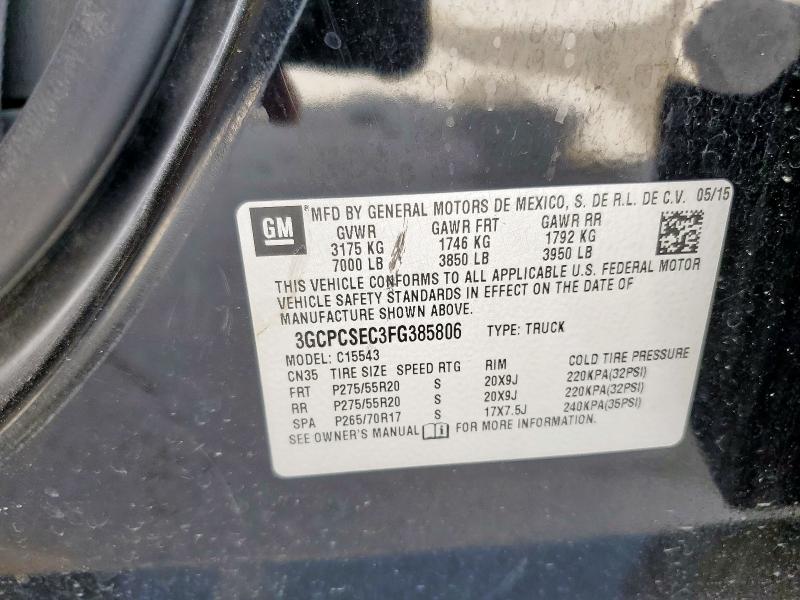 GM ® MFD BY GENERAL MOTORS DE MEXICO, S. DE R.L. DE C.V. 05/15
GVWR GAWR FRT GAWR RR
3175 KG 1746 KG 1792 KG
7000 LB 3850 LB 3950 LB
THIS VEHICLE CONFORMS TO ALL APPLICABLE U.S. FEDERAL MOTOR
VEHICLE SAFETY STANDARDS IN EFFECT ON THE DATE OF
MANUFACTURE SHOWN ABOVE.
3GCPCSEC3FG385806 TYPE: TRUCK
MODEL: C15543
CN35 TIRE SIZE SPEED RTG RIM COLD TIRE PRESSURE
FRT P275/55R20 S 20X9J 220KPA(32PSI)
RR P275/55R20 S 20X9J 220KPA(32PSI)
SPA P265/70R17 S 17X7.5J 240KPA(35PSI)
SEE OWNER'S MANUAL FOR MORE INFORMATION.